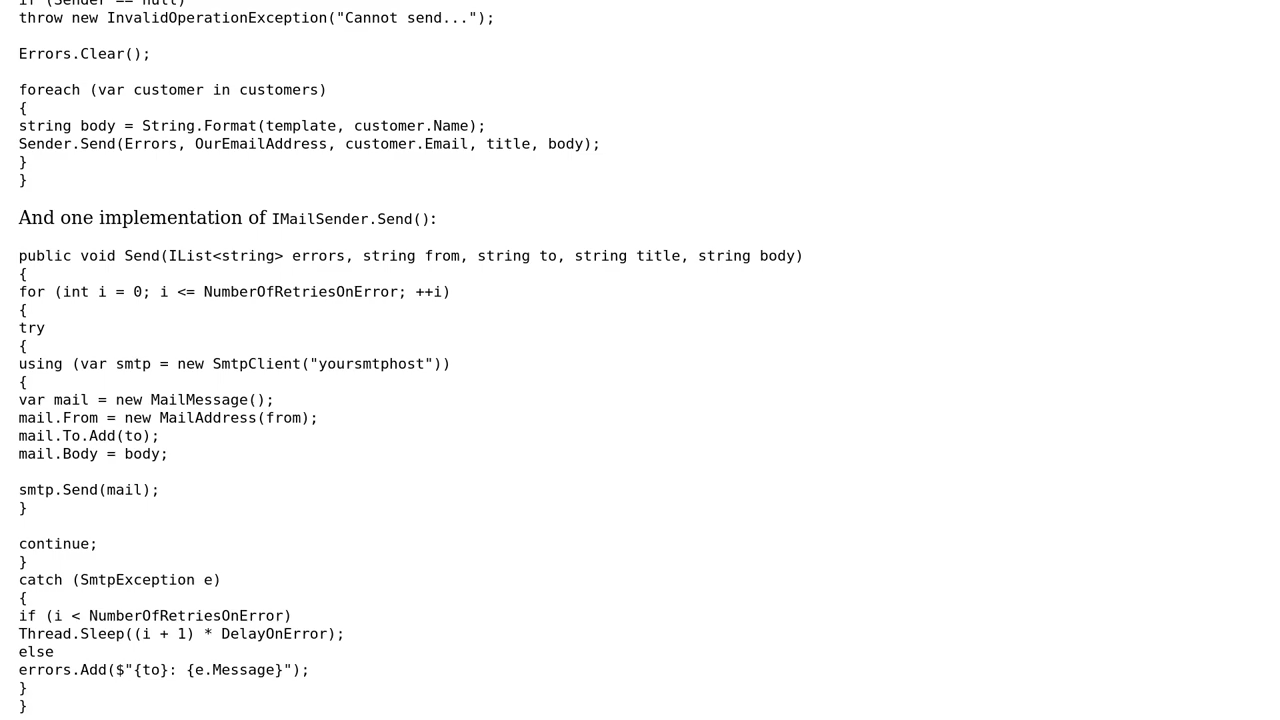 if (Sender == null)
throw new InvalidOperationException("Cannot send...");
Errors.Clear();
foreach (var customer in customers)
{
string body = String.Format(template, customer.Name);
Sender.Send(Errors, OurEmailAddress, customer.Email, title, body);
}
}
And one implementation of IMailSender.Send():
public void Send(IList<string> errors, string from, string to, string title, string body)
{
for (int i = 0; i <= NumberOfRetriesOnError; ++i)
{
try
{
using (var smtp = new SmtpClient("yoursmtphost"))
{
var mail = new MailMessage();
mail.From = new MailAddress(from);
mail.To.Add(to);
mail.Body = body;
smtp.Send(mail);
}
continue;
}
catch (SmtpException e)
{
if (i < NumberOfRetriesOnError)
Thread.Sleep((i + 1) * DelayOnError);
else
errors.Add($"{to}: {e.Message}");
}
}